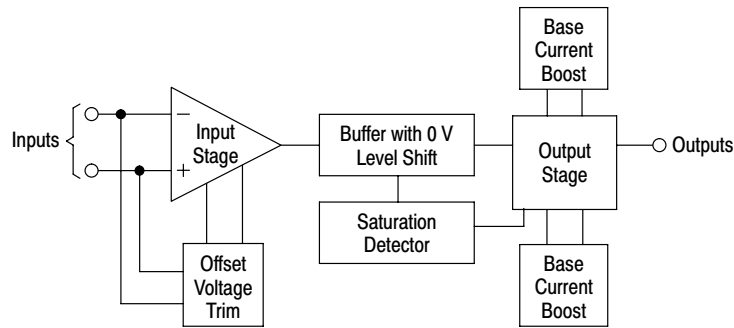 Base
Current
Boost
Inputs
−
+
Input
Stage
Buffer with 0 V
Level Shift
Output
Stage
Outputs
Saturation
Detector
Offset
Voltage
Trim
Base
Current
Boost